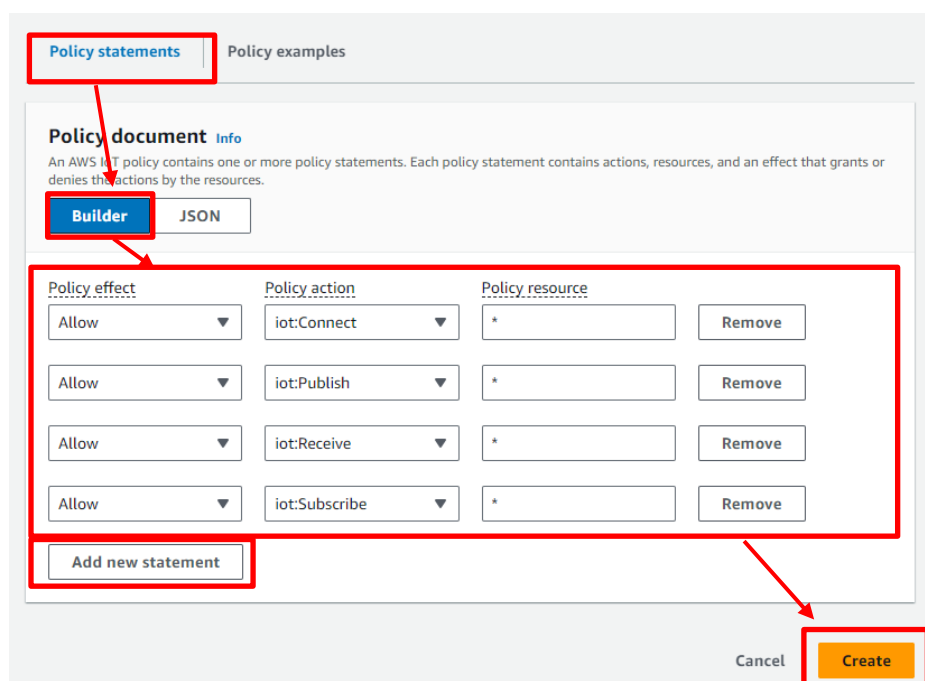 Policy statements Policy examples
Policy document Info
An AWS IoT policy contains one or more policy statements. Each policy statement contains actions, resources, and an effect that grants or
denies the actions by the resources.
Builder JSON
Policy effect Policy action Policy resource
Allow iot:Connect * Remove
Allow iot:Publish * Remove
Allow iot:Receive * Remove
Allow iot:Subscribe * Remove
Add new statement
Cancel Create